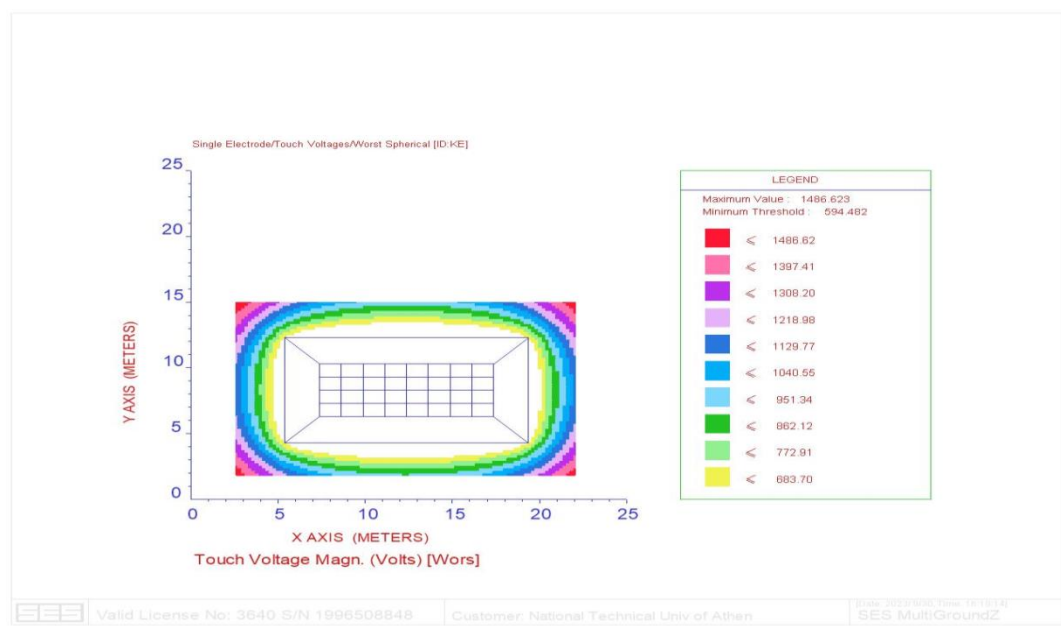 Single Electrode/Touch Voltages/Worst Spherical [ID:KE]
25
20
15
10
5
0
Y AXIS (METERS)
0 5 10 15 20 25
X AXIS (METERS)
Touch Voltage Magn. (Volts) [Wors]
LEGEND
Maximum Value : 1486.623
Minimum Threshold : 594.482
⩽ 1486.62
⩽ 1397.41
⩽ 1308.20
⩽ 1218.98
⩽ 1129.77
⩽ 1040.55
⩽ 951.34
⩽ 862.12
⩽ 772.91
⩽ 683.70
SES
Valid License No: 3640 S/N 1996508848
Customer: National Technical Univ of Athen
SES MultiGroundZ